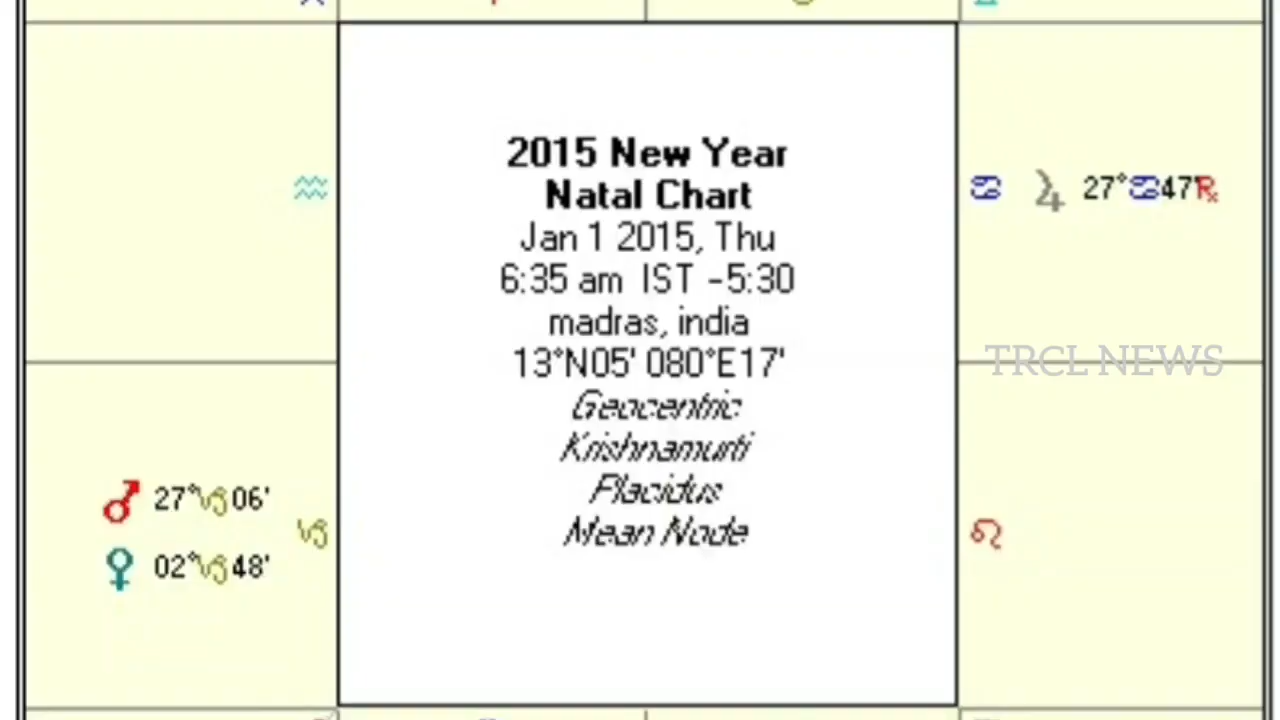 2015 New Year
Natal Chart
Jan 1 2015, Thu
6:35 am IST -5:30
madras, india
13°N05' 080°E17'
Geocentric
Krishnamurti
Placidus
Mean Node
♒
♋ ♃ 27°♋47'℞
TRCL NEWS
♂ 27°♑06'
♑
♀ 02°♑48'
♌